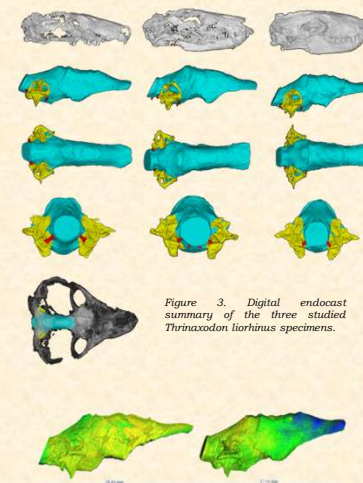 Figure 3. Digital endocast
summary of the three studied
Thrinaxodon liorhinus specimens.